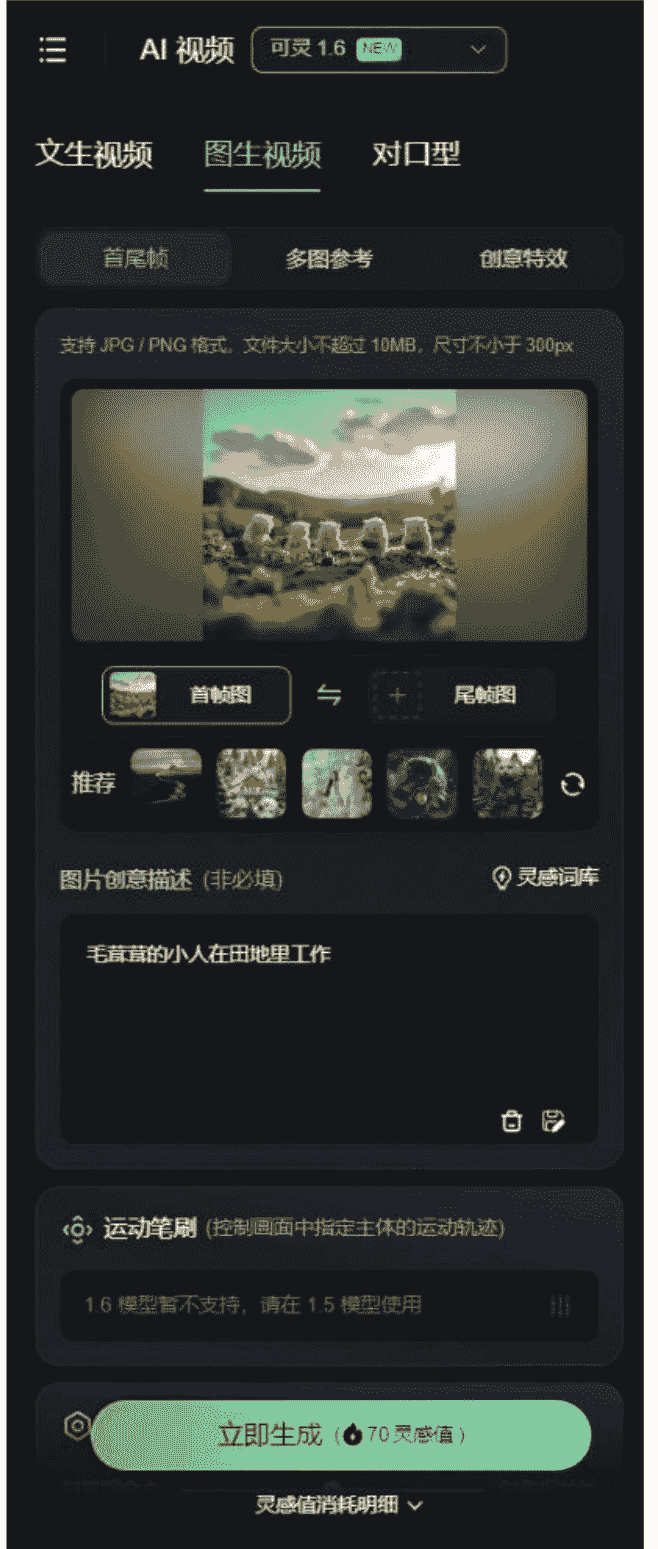 AI 视频 可灵 1.6 NEW
文生视频 图生视频 对口型
首尾帧 多图参考 创意特效
支持 JPG / PNG 格式，文件大小不超过 10MB，尺寸不小于 300px
首帧图 尾帧图
推荐
图片创意描述 (非必填) 灵感词库
毛茸茸的小人在田地里工作
运动笔刷 (控制画面中指定主体的运动轨迹)
1.6 模型暂不支持，请在 1.5 模型使用
立即生成 ( 70 灵感值 )
灵感值消耗明细